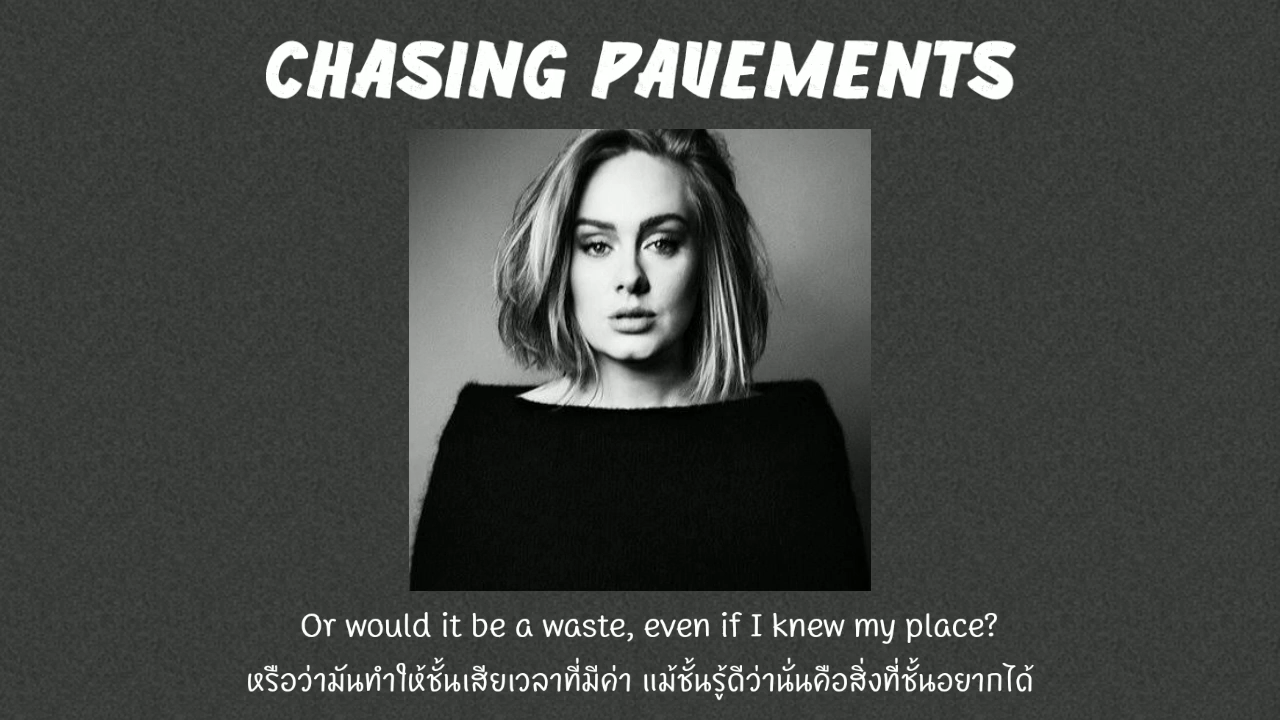 CHASING PAVEMENTS
Or would it be a waste, even if I knew my place?
หรือว่ามันทำให้ชั้นเสียเวลาที่มีค่า แม้ชั้นรู้ดีว่านั่นคือสิ่งที่ชั้นอยากได้